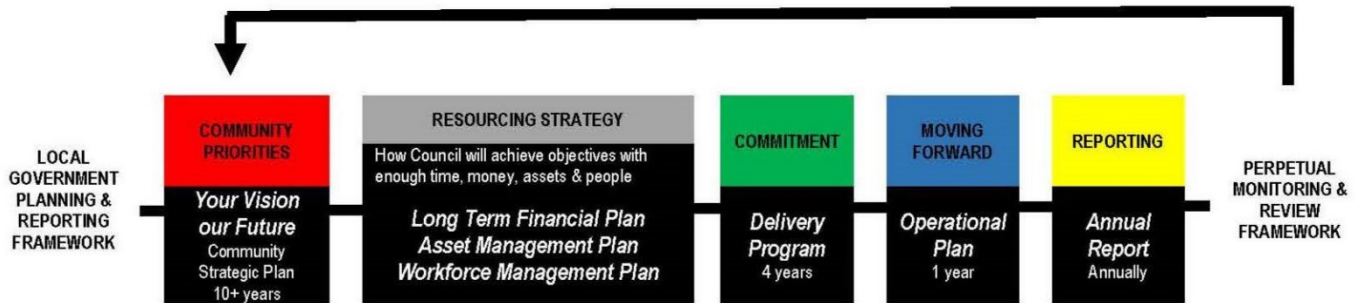 LOCAL
GOVERNMENT
PLANNING &
REPORTING
FRAMEWORK
COMMUNITY
PRIORITIES
Your Vision
our Future
Community
Strategic Plan
10+ years
RESOURCING STRATEGY
How Council will achieve objectives with
enough time, money, assets & people
Long Term Financial Plan
Asset Management Plan
Workforce Management Plan
COMMITMENT
Delivery
Program
4 years
MOVING
FORWARD
Operational
Plan
1 year
REPORTING
Annual
Report
Annually
PERPETUAL
MONITORING &
REVIEW
FRAMEWORK